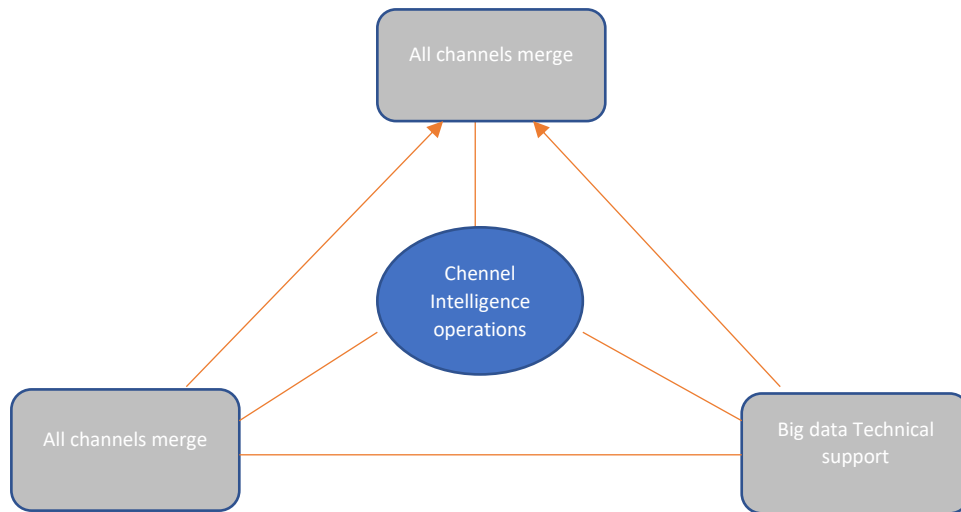 All channels merge
Chennel
Intelligence
operations
All channels merge
Big data Technical
support